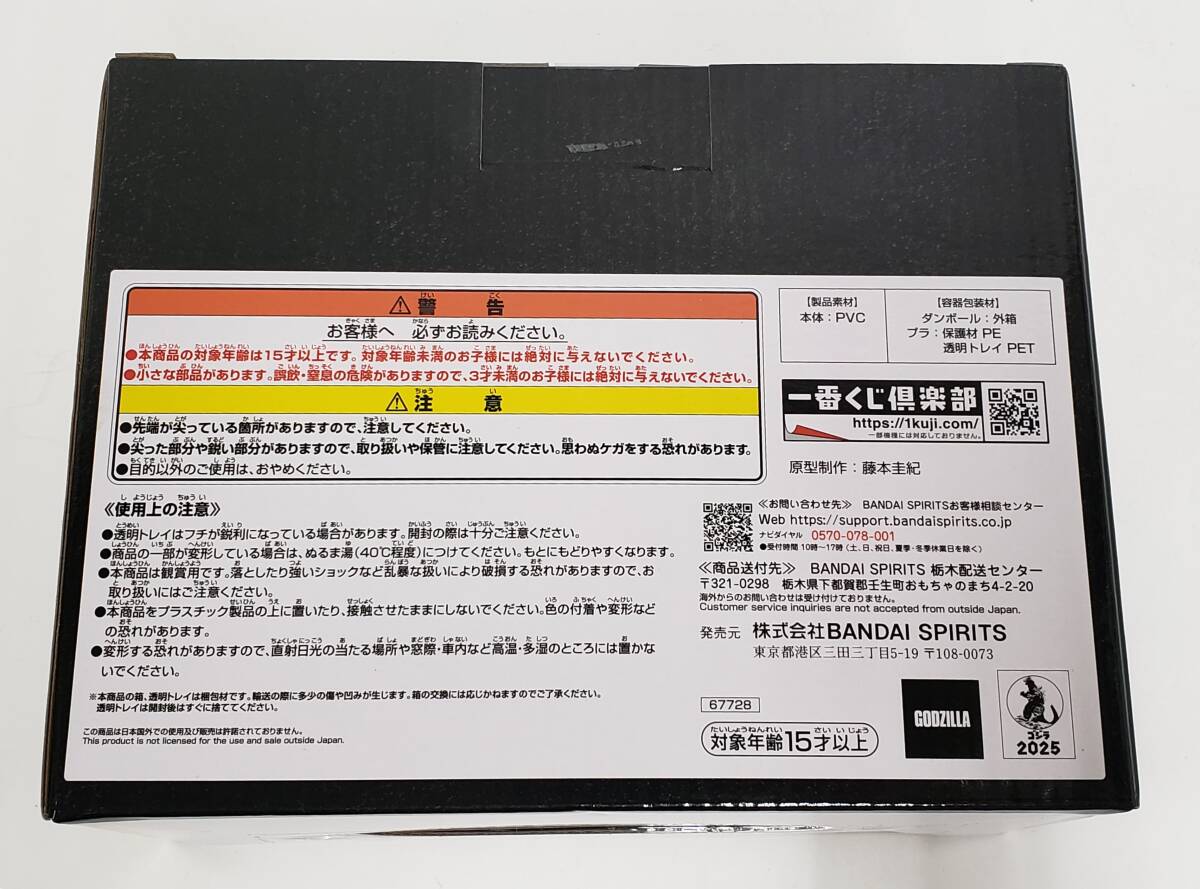 ⚠警 告
お客様へ 必ずお読みください。
●本商品の対象年齢は15才以上です。対象年齢未満のお子様には絶対に与えないでください。
●小さな部品があります。誤飲・窒息の危険がありますので、3才未満のお子様には絶対に与えないでください。
⚠注 意
●先端が尖っている箇所がありますので、注意してください。
●尖った部分や鋭い部分がありますので、取り扱いや保管に注意してください。思わぬケガをする恐れがあります。
●目的以外のご使用は、おやめください。
《使用上の注意》
●透明トレイはフチが鋭利になっている場合があります。開封の際は十分ご注意ください。
●商品の一部が変形している場合は、ぬるま湯(40℃程度)につけてください。もとにもどりやすくなります。
●本商品は観賞用です。落としたり強いショックなど乱暴な扱いにより破損する恐れがありますので、お
取り扱いにはご注意ください。
●本商品をプラスチック製品の上に置いたり、接触させたままにしないでください。色の付着や変形など
の恐れがあります。
●変形する恐れがありますので、直射日光の当たる場所や窓際・車内など高温・多湿のところには置かな
いでください。
※本商品の箱、透明トレイは梱包材です。輸送の際に多少の傷や凹みが生じます。箱の交換には応じかねますのでご了承ください。
透明トレイは開封後はすぐに捨ててください。
この商品は日本国外での使用及び販売は許諾されておりません。
This product is not licensed for the use and sale outside Japan.
【製品素材】
本体：PVC
【容器包装材】
ダンボール：外箱
プラ：保護材 PE
透明トレイ PET
一番くじ倶楽部
https://1kuji.com/
一部機種には対応しておりません。
原型制作：藤本圭紀
≪お問い合わせ先≫ BANDAI SPIRITSお客様相談センター
Web https://support.bandaispirits.co.jp
ナビダイヤル 0570-078-001
●受付時間 10時～17時(土、日、祝日、夏季・冬季休業日を除く)
≪商品送付先≫ BANDAI SPIRITS 栃木配送センター
〒321-0298 栃木県下都賀郡壬生町おもちゃのまち4-2-20
海外からのお問い合わせは受け付けておりません。
Customer service inquiries are not accepted from outside Japan.
発売元 株式会社BANDAI SPIRITS
東京都港区三田三丁目5-19 〒108-0073
67728
対象年齢15才以上
GODZILLA
ゴジラ
2025